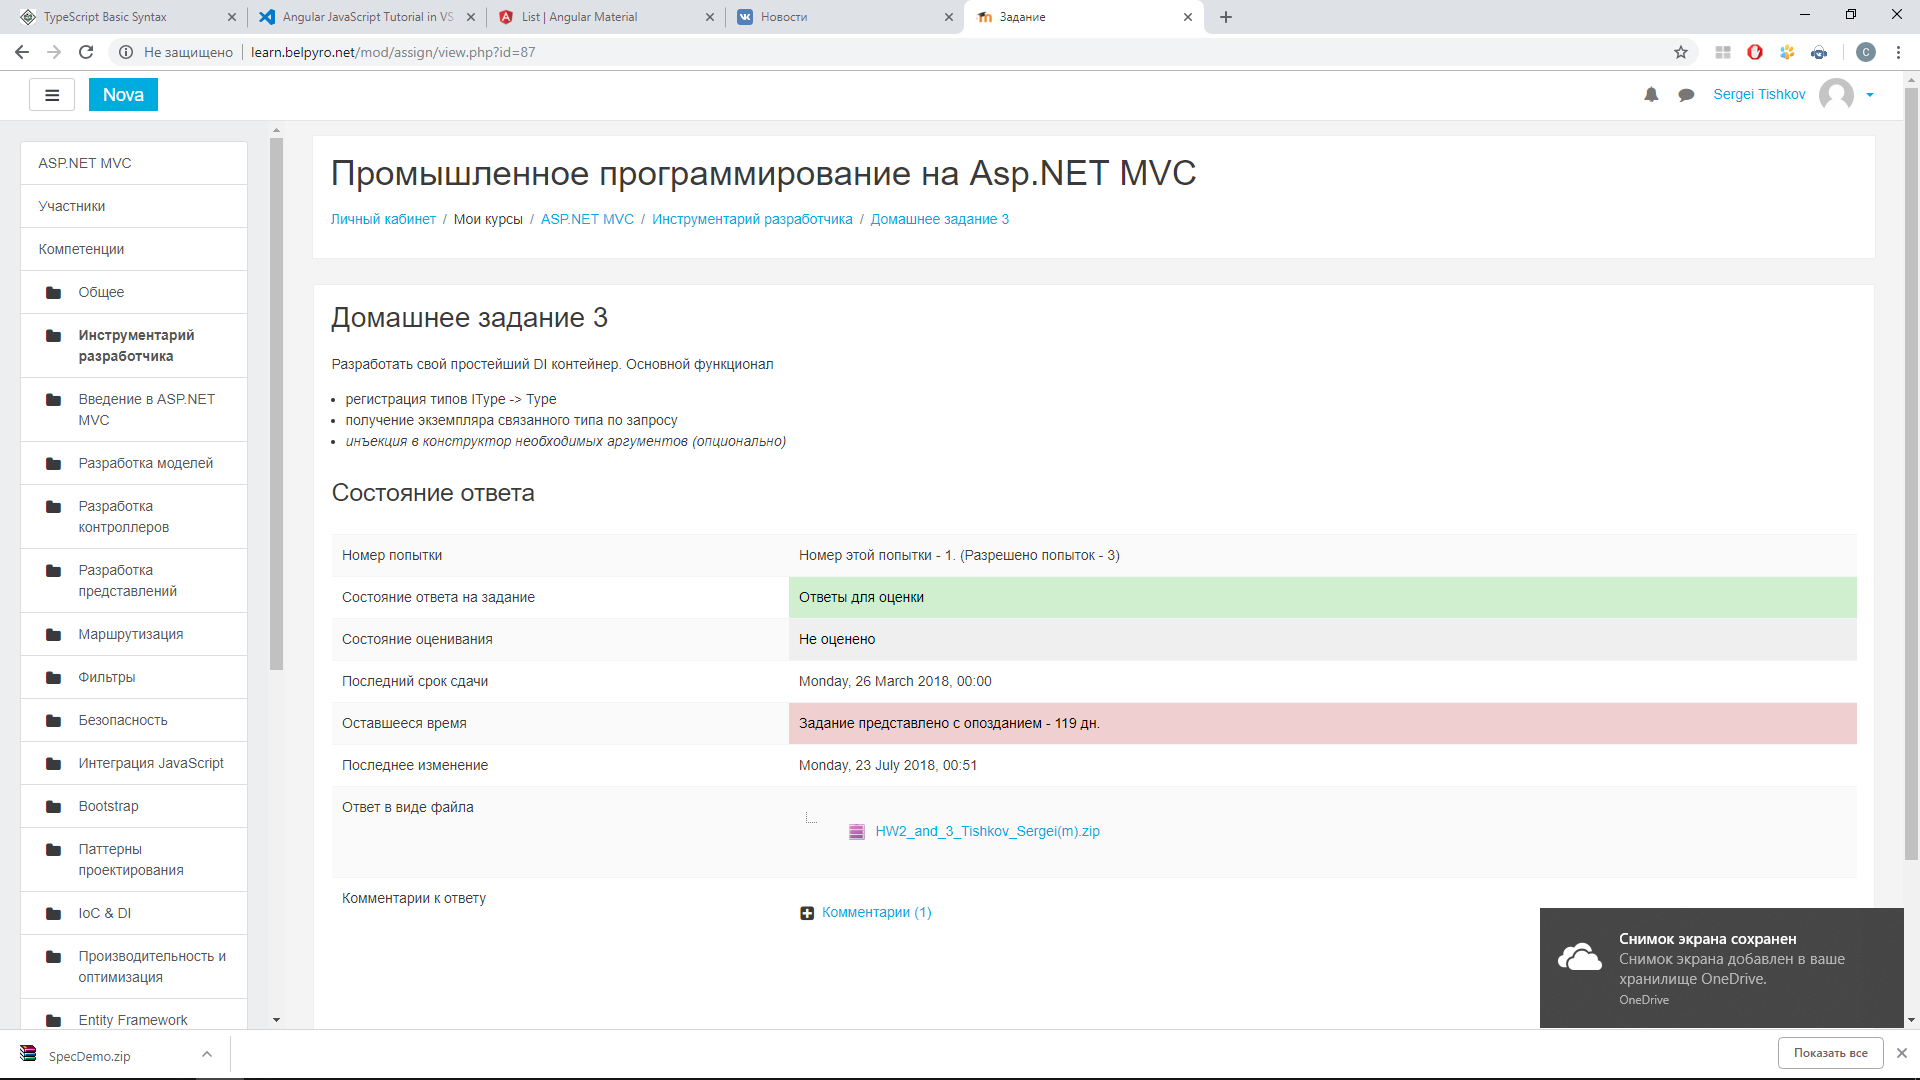 TypeScript Basic Syntax
Angular JavaScript Tutorial in VS
List | Angular Material
Новости
Задание
Не защищено
learn.belpyro.net/mod/assign/view.php?id=87
C
Nova
Sergei Tishkov
ASP.NET MVC
Участники
Компетенции
Общее
Инструментарий
разработчика
Введение в ASP.NET
MVC
Разработка моделей
Разработка
контроллеров
Разработка
представлений
Маршрутизация
Фильтры
Безопасность
Интеграция JavaScript
Bootstrap
Паттерны
проектирования
IoC & DI
Производительность и
оптимизация
Entity Framework
Промышленное программирование на Asp.NET MVC
Личный кабинет / Мои курсы / ASP.NET MVC / Инструментарий разработчика / Домашнее задание 3
Домашнее задание 3
Разработать свой простейший DI контейнер. Основной функционал
• регистрация типов IType -> Type
• получение экземпляра связанного типа по запросу
• инъекция в конструктор необходимых аргументов (опционально)
Состояние ответа
Номер попытки
Номер этой попытки - 1. (Разрешено попыток - 3)
Состояние ответа на задание
Ответы для оценки
Состояние оценивания
Не оценено
Последний срок сдачи
Monday, 26 March 2018, 00:00
Оставшееся время
Задание представлено с опозданием - 119 дн.
Последнее изменение
Monday, 23 July 2018, 00:51
Ответ в виде файла
HW2_and_3_Tishkov_Sergei(m).zip
Комментарии к ответу
Комментарии (1)
Снимок экрана сохранен
Снимок экрана добавлен в ваше
хранилище OneDrive.
OneDrive
SpecDemo.zip
Показать все